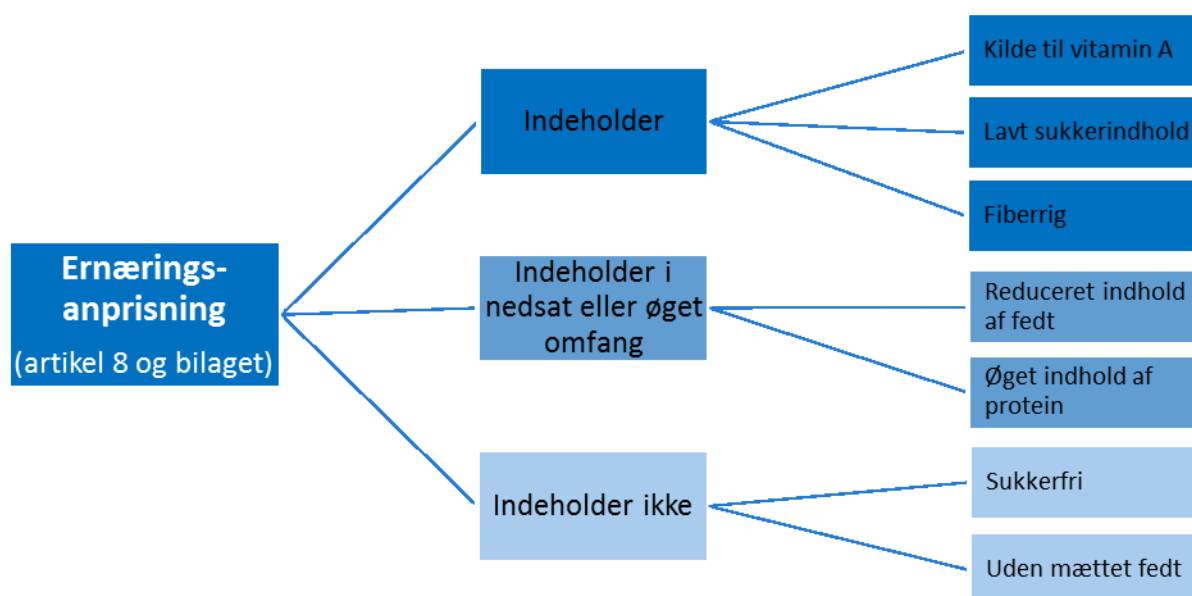 Ernærings-
anprisning
(artikel 8 og bilaget)
Indeholder
Kilde til vitamin A
Lavt sukkerindhold
Fiberrig
Indeholder i
nedsat eller øget
omfang
Reduceret indhold
af fedt
Øget indhold af
protein
Indeholder ikke
Sukkerfri
Uden mættet fedt